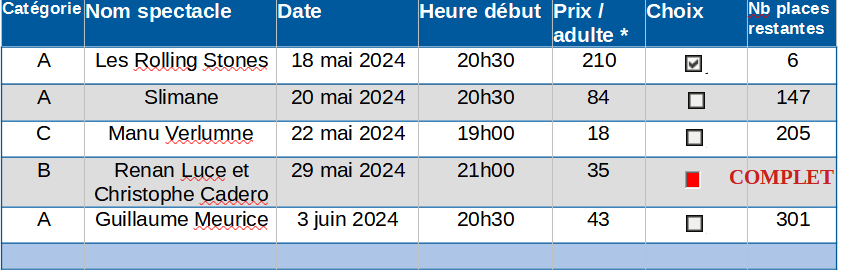 Catégorie Nom spectacle Date Heure début Prix / adulte * Choix Nb places restantes
A Les Rolling Stones 18 mai 2024 20h30 210 6
A Slimane 20 mai 2024 20h30 84 147
C Manu Verlumne 22 mai 2024 19h00 18 205
B Renan Luce et Christophe Cadero 29 mai 2024 21h00 35 COMPLET
A Guillaume Meurice 3 juin 2024 20h30 43 301